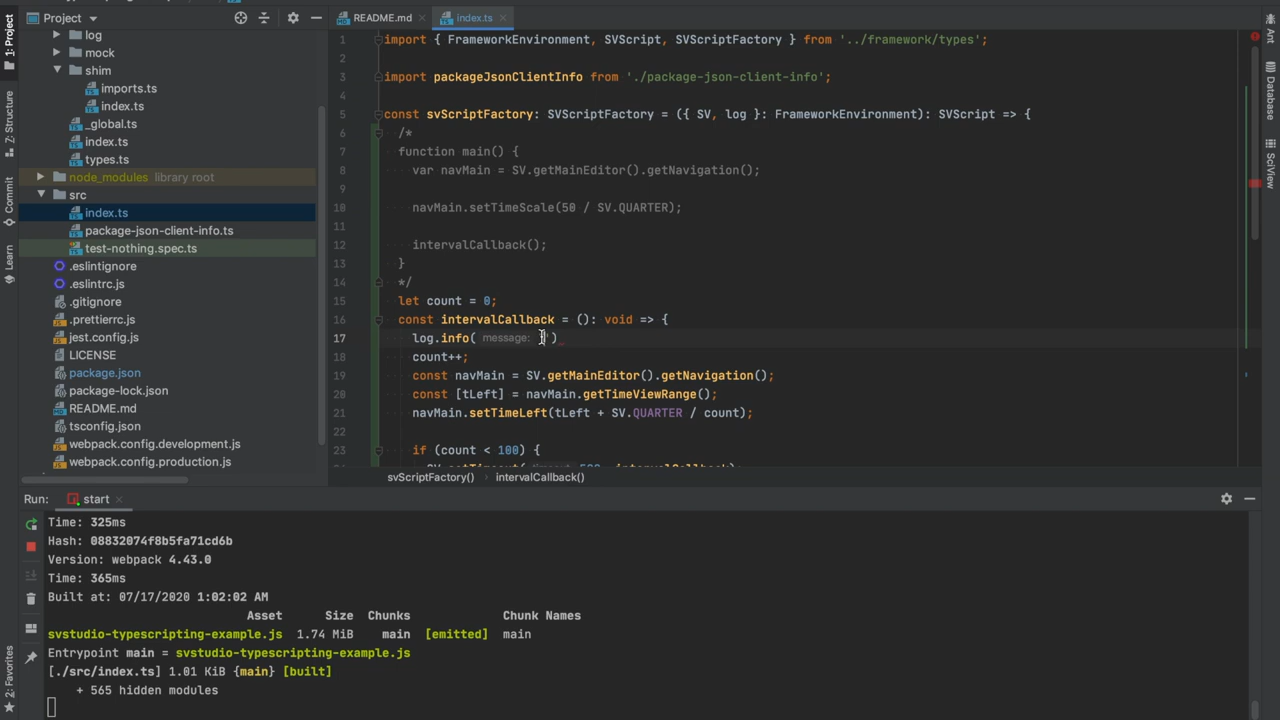 Project
README.md
index.ts
1: Project
Z: Structure
Commit
Learn
2: Favorites
Ant
Database
SciView
log
mock
shim
imports.ts
index.ts
_global.ts
index.ts
types.ts
node_modules library root
src
index.ts
package-json-client-info.ts
test-nothing.spec.ts
.eslintignore
.eslintrc.js
.gitignore
.prettierrc.js
jest.config.js
LICENSE
package.json
package-lock.json
README.md
tsconfig.json
webpack.config.development.js
webpack.config.production.js
1 import { FrameworkEnvironment, SVScript, SVScriptFactory } from '../framework/types';
2
3 import packageJsonClientInfo from './package-json-client-info';
4
5 const svScriptFactory: SVScriptFactory = ({ SV, log }: FrameworkEnvironment): SVScript => {
6 /*
7 function main() {
8 var navMain = SV.getMainEditor().getNavigation();
9
10 navMain.setTimeScale(50 / SV.QUARTER);
11
12 intervalCallback();
13 }
14 */
15 let count = 0;
16 const intervalCallback = (): void => {
17 log.info( message: '')
18 count++;
19 const navMain = SV.getMainEditor().getNavigation();
20 const [tLeft] = navMain.getTimeViewRange();
21 navMain.setTimeLeft(tLeft + SV.QUARTER / count);
22
23 if (count < 100) {
svScriptFactory() intervalCallback()
Run: start
Time: 325ms
Hash: 08832074f8b5fa71cd6b
Version: webpack 4.43.0
Time: 365ms
Built at: 07/17/2020 1:02:02 AM
Asset Size Chunks Chunk Names
svstudio-typescripting-example.js 1.74 MiB main [emitted] main
Entrypoint main = svstudio-typescripting-example.js
[./src/index.ts] 1.01 KiB {main} [built]
+ 565 hidden modules